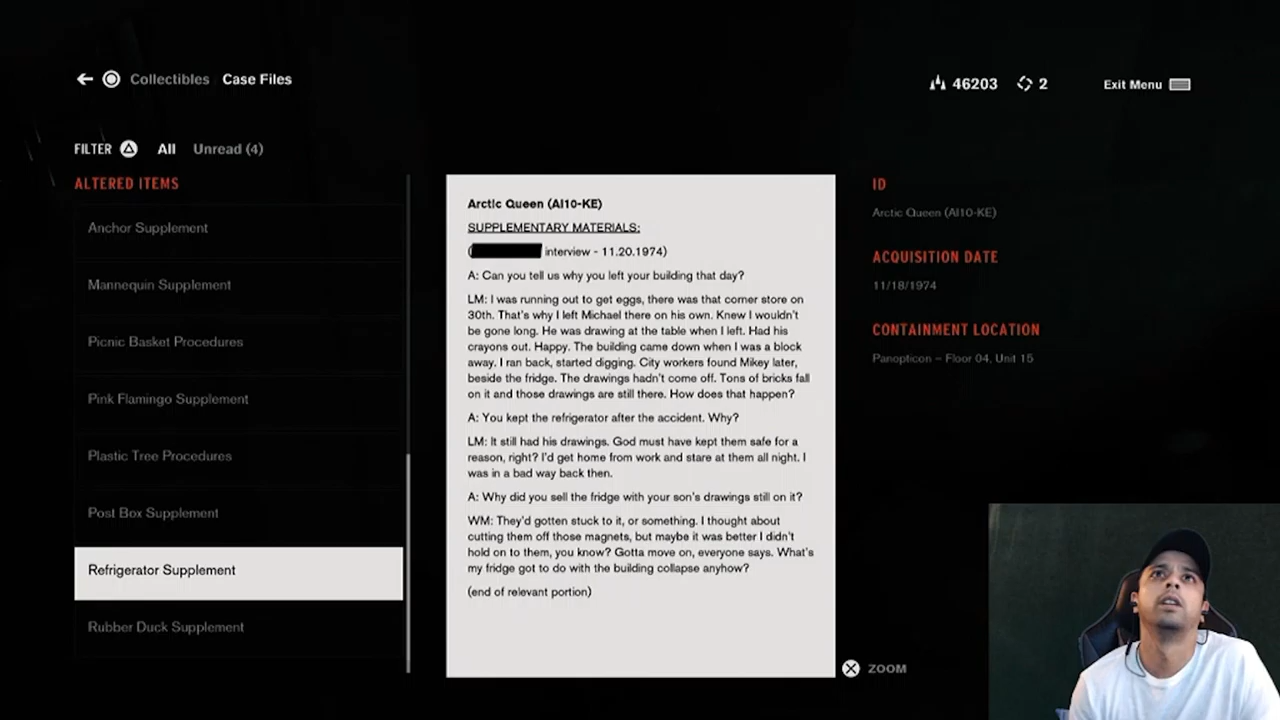 Collectibles Case Files
46203 2 Exit Menu
FILTER All Unread (4)
ALTERED ITEMS
Anchor Supplement
Mannequin Supplement
Picnic Basket Procedures
Pink Flamingo Supplement
Plastic Tree Procedures
Post Box Supplement
Refrigerator Supplement
Rubber Duck Supplement
Arctic Queen (AI10-KE)
SUPPLEMENTARY MATERIALS:
( interview - 11.20.1974)
A: Can you tell us why you left your building that day?
LM: I was running out to get eggs, there was that corner store on
30th. That's why I left Michael there on his own. Knew I wouldn't
be gone long. He was drawing at the table when I left. Had his
crayons out. Happy. The building came down when I was a block
away. I ran back, started digging. City workers found Mikey later,
beside the fridge. The drawings hadn't come off. Tons of bricks fall
on it and those drawings are still there. How does that happen?
A: You kept the refrigerator after the accident. Why?
LM: It still had his drawings. God must have kept them safe for a
reason, right? I'd get home from work and stare at them all night. I
was in a bad way back then.
A: Why did you sell the fridge with your son's drawings still on it?
WM: They'd gotten stuck to it, or something. I thought about
cutting them off those magnets, but maybe it was better I didn't
hold on to them, you know? Gotta move on, everyone says. What's
my fridge got to do with the building collapse anyhow?
(end of relevant portion)
ID
Arctic Queen (AI10-KE)
ACQUISITION DATE
11/18/1974
CONTAINMENT LOCATION
Panopticon – Floor 04, Unit 15
ZOOM